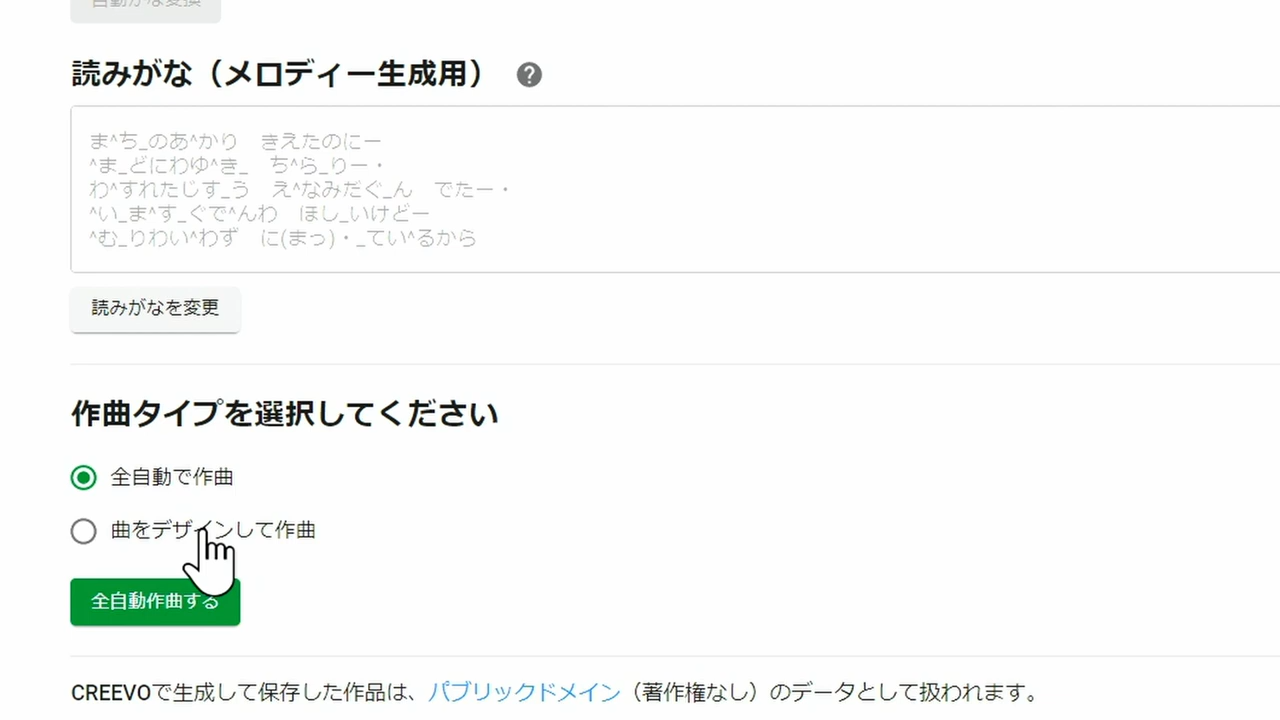 自動かな変換
読みがな（メロディー生成用） ?
ま^ち_のあ^かり　きえたのにー
^ま_どにわゆ^き_　ち^ら_りー・
わ^すれたじす_う　え^なみだぐ_ん　でたー・
^い_ま^す_ぐで^んわ　ほし_いけどー
^む_りわい^わず　に(まっ)・_てい^るから
読みがなを変更
作曲タイプを選択してください
全自動で作曲
曲をデザインして作曲
全自動作曲する
CREEVOで生成して保存した作品は、パブリックドメイン（著作権なし）のデータとして扱われます。